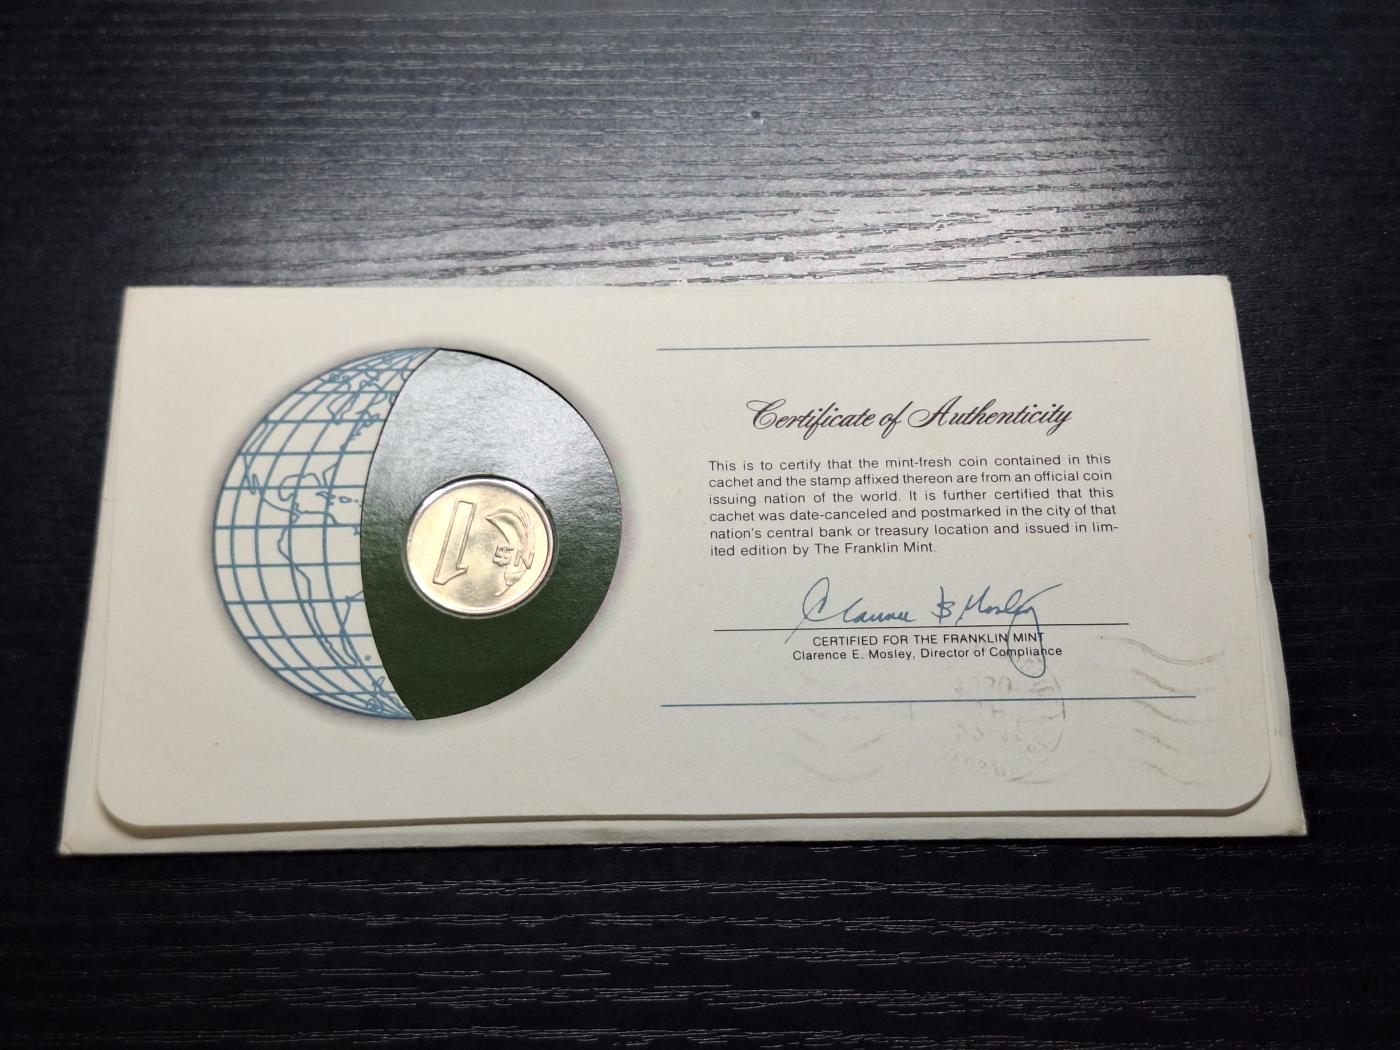 Certificate of Authenticity
This is to certify that the mint-fresh coin contained in this
cachet and the stamp affixed thereon are from an official coin
issuing nation of the world. It is further certified that this
cachet was date-canceled and postmarked in the city of that
nation's central bank or treasury location and issued in lim-
ited edition by The Franklin Mint.
CERTIFIED FOR THE FRANKLIN MINT
Clarence E. Mosley, Director of Compliance
1
N$